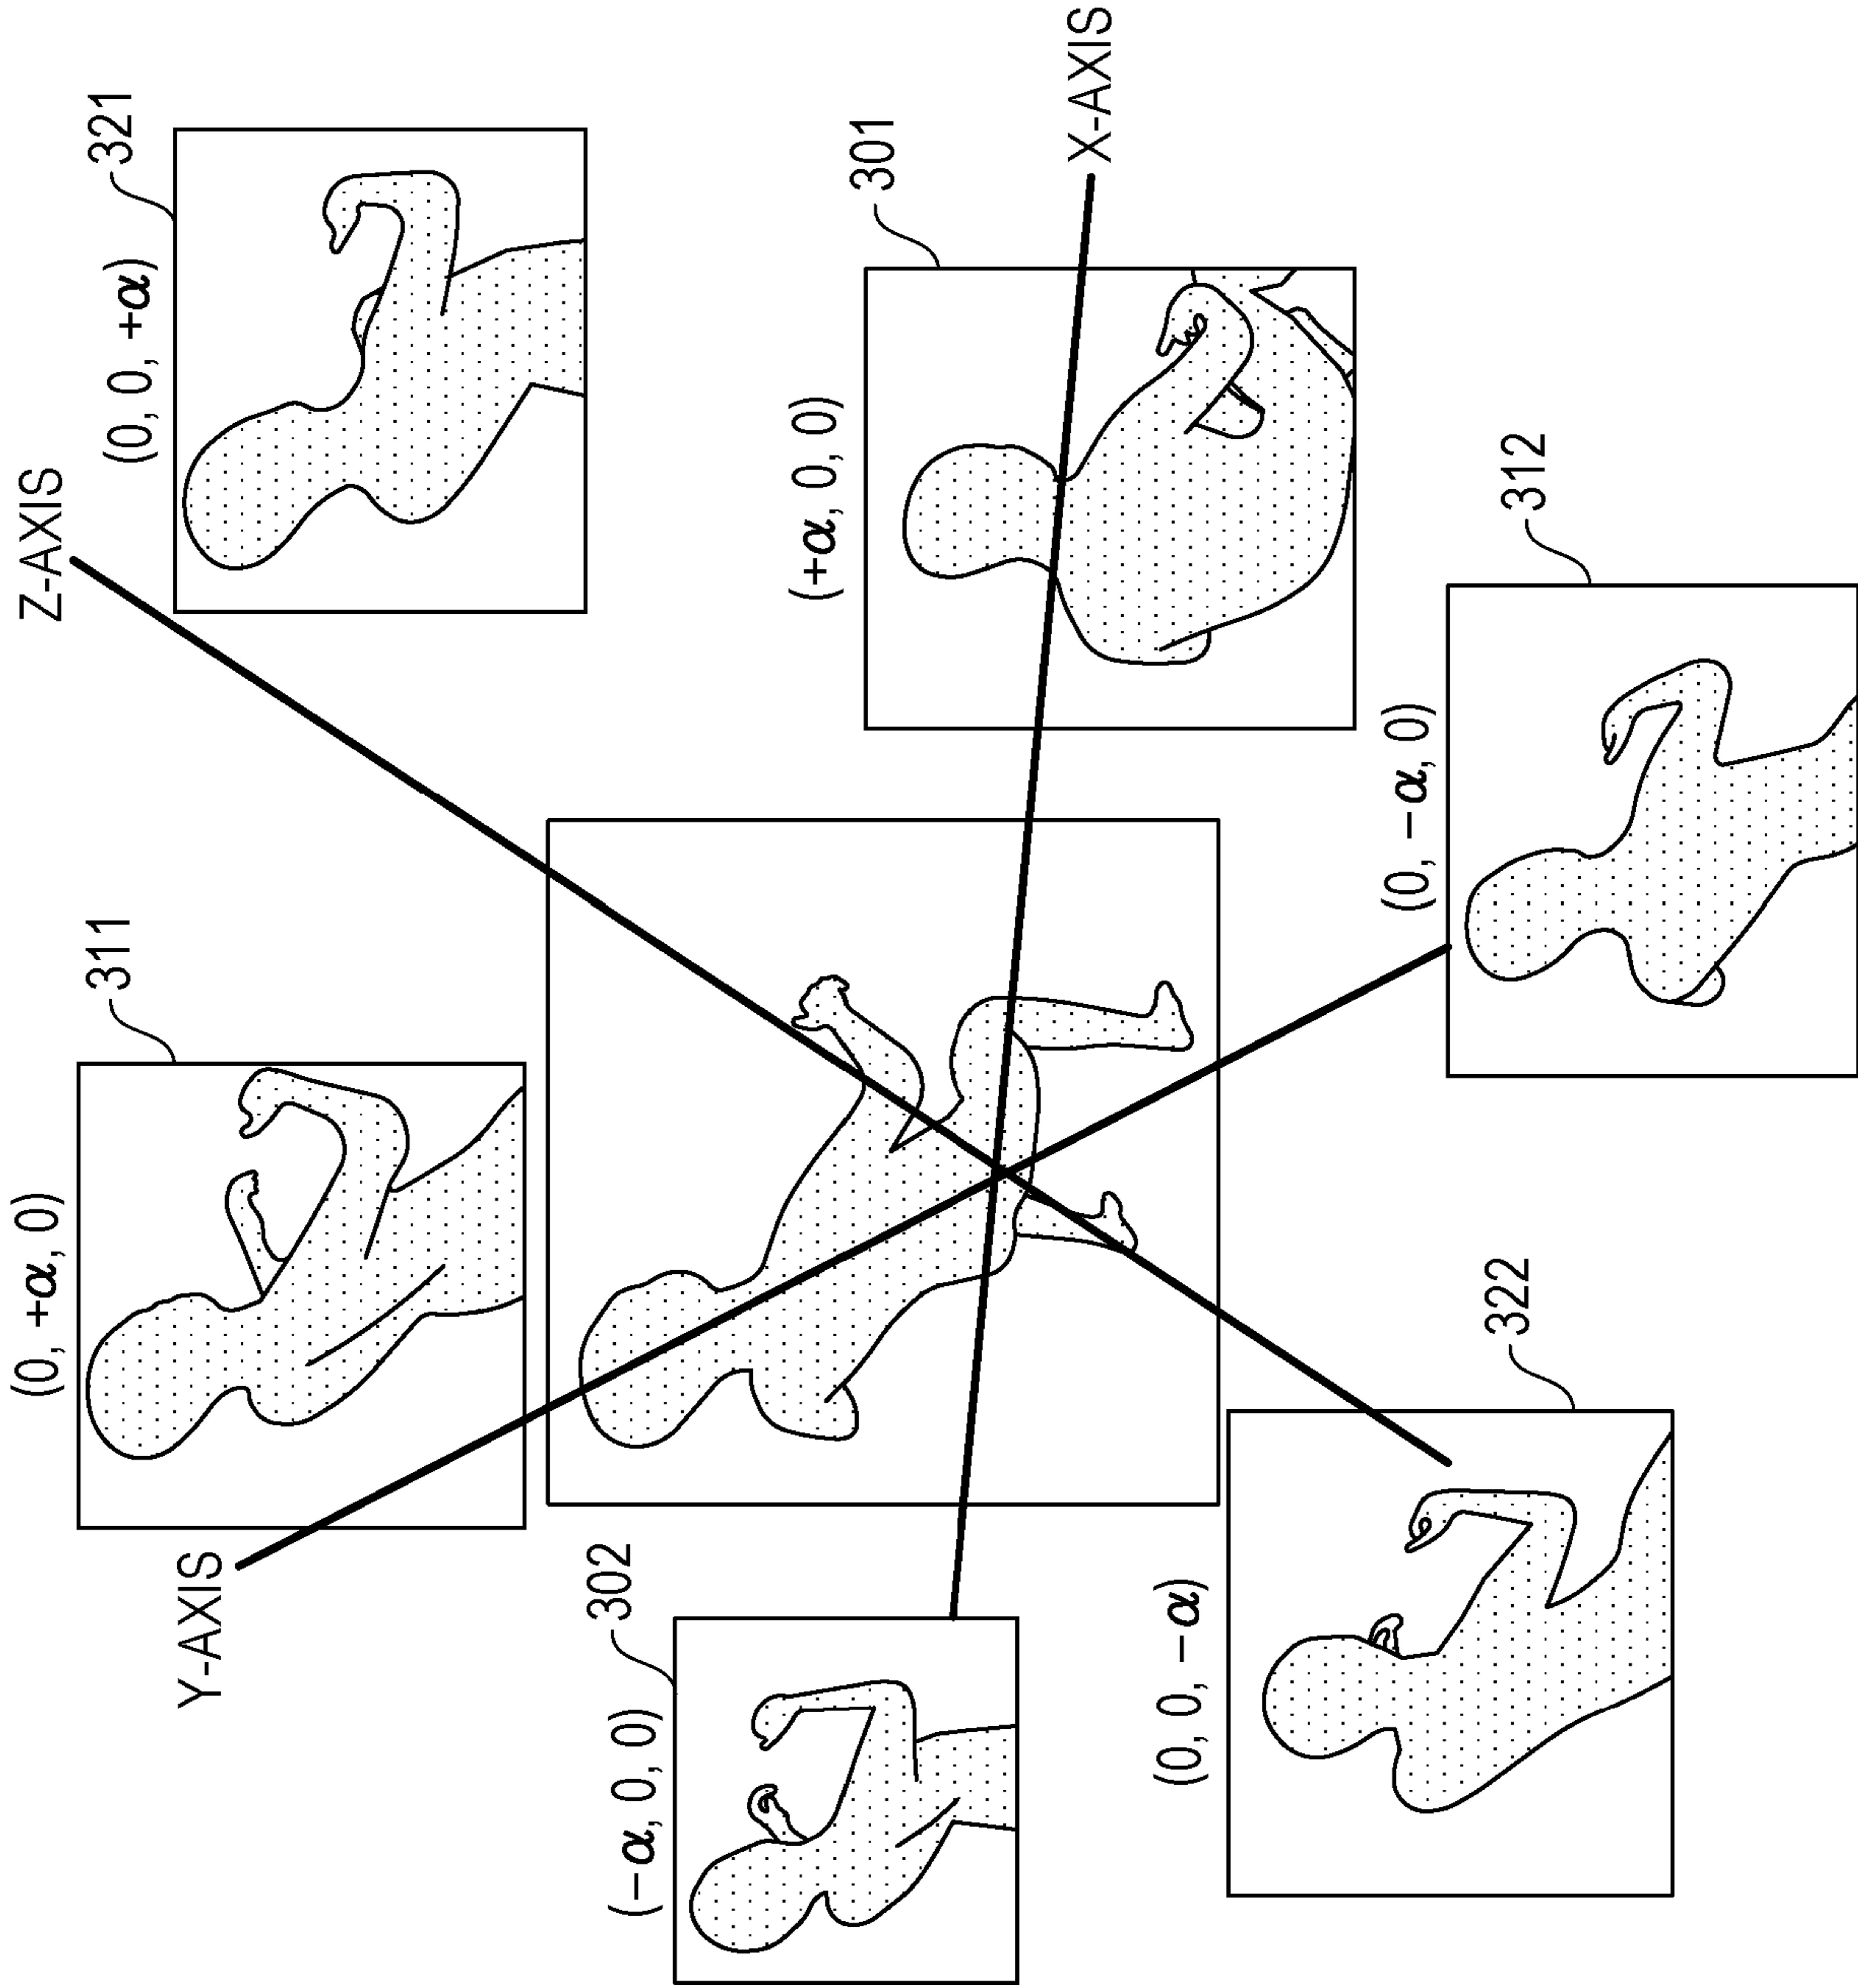 (0, +α, 0)
Z-AXIS
311
321
(0, 0, +α)
Y-AXIS
302
(−α, 0, 0)
(+α, 0, 0)
301
X-AXIS
(0, 0, −α)
(0, −α, 0)
322
312